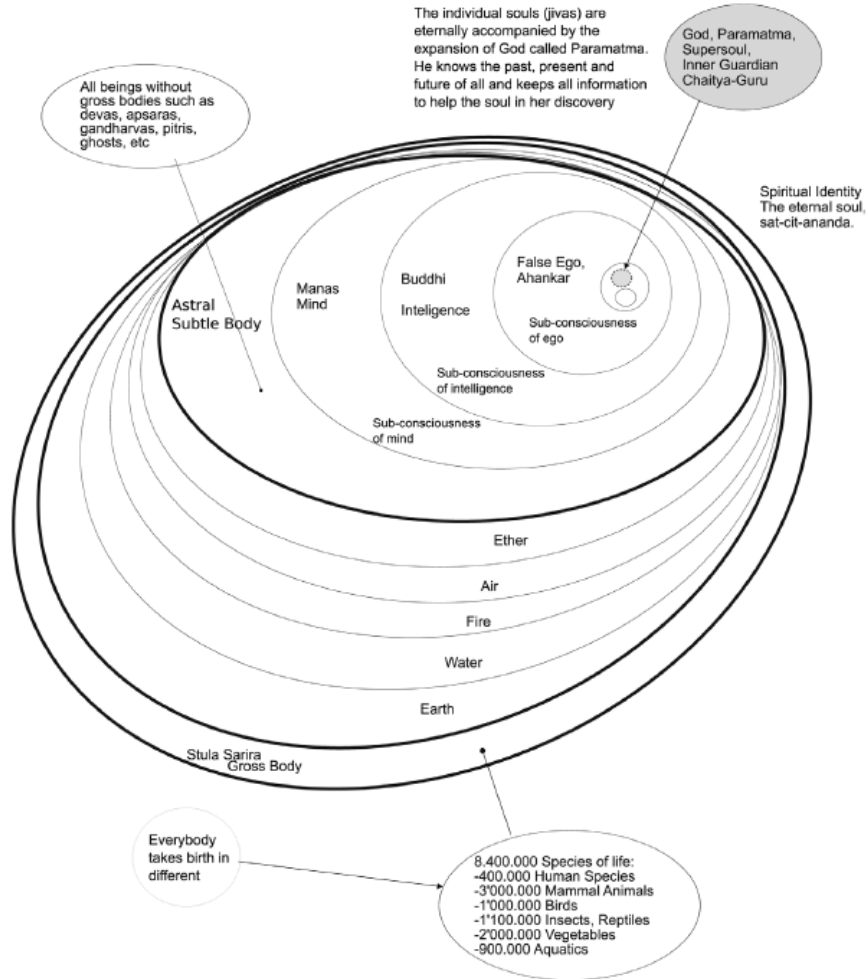 The individual souls (jivas) are
eternally accompanied by the
expansion of God called Paramatma.
He knows the past, present and
future of all and keeps all information
to help the soul in her discovery
God, Paramatma,
Supersoul,
Inner Guardian
Chaitya-Guru
All beings without
gross bodies such as
devas, apsaras,
gandharvas, pitris,
ghosts, etc
Spiritual Identity
The eternal soul,
sat-cit-ananda.
Astral
Subtle Body
Manas
Mind
Buddhi
Inteligence
False Ego,
Ahankar
Sub-consciousness
of ego
Sub-consciousness
of intelligence
Sub-consciousness
of mind
Ether
Air
Fire
Water
Earth
Stula Sarira
Gross Body
Everybody
takes birth in
different
8.400.000 Species of life:
-400.000 Human Species
-3'000.000 Mammal Animals
-1'000.000 Birds
-1'100.000 Insects, Reptiles
-2'000.000 Vegetables
-900.000 Aquatics